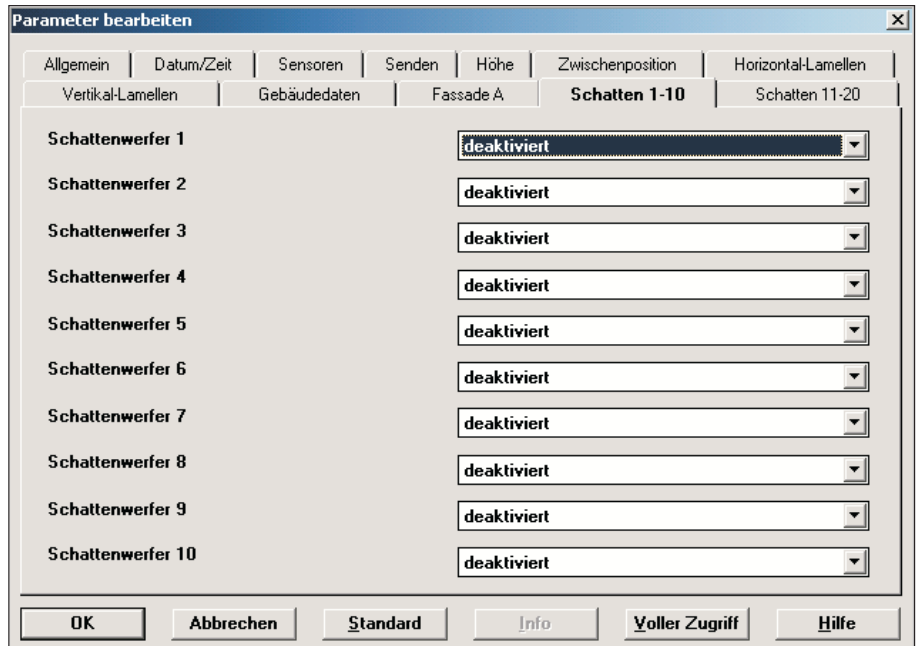 Parameter bearbeiten
Allgemein Datum/Zeit Sensoren Senden Höhe Zwischenposition Horizontal-Lamellen
Vertikal-Lamellen Gebäudedaten Fassade A Schatten 1-10 Schatten 11-20
Schattenwerfer 1 deaktiviert
Schattenwerfer 2 deaktiviert
Schattenwerfer 3 deaktiviert
Schattenwerfer 4 deaktiviert
Schattenwerfer 5 deaktiviert
Schattenwerfer 6 deaktiviert
Schattenwerfer 7 deaktiviert
Schattenwerfer 8 deaktiviert
Schattenwerfer 9 deaktiviert
Schattenwerfer 10 deaktiviert
OK Abbrechen Standard Info Voller Zugriff Hilfe